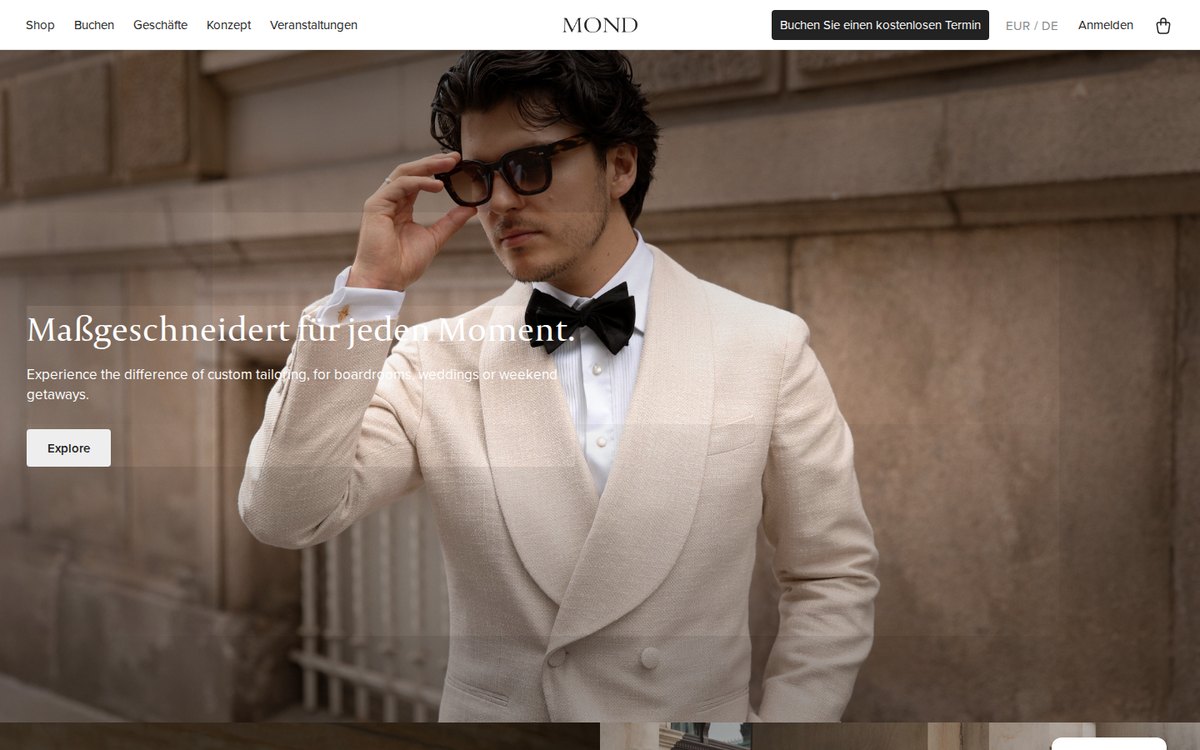 Shop Buchen Geschäfte Konzept Veranstaltungen MOND Buchen Sie einen kostenlosen Termin EUR / DE Anmelden
Maßgeschneidert für jeden Moment.
Experience the difference of custom tailoring, for boardrooms, weddings or weekend
getaways.
Explore